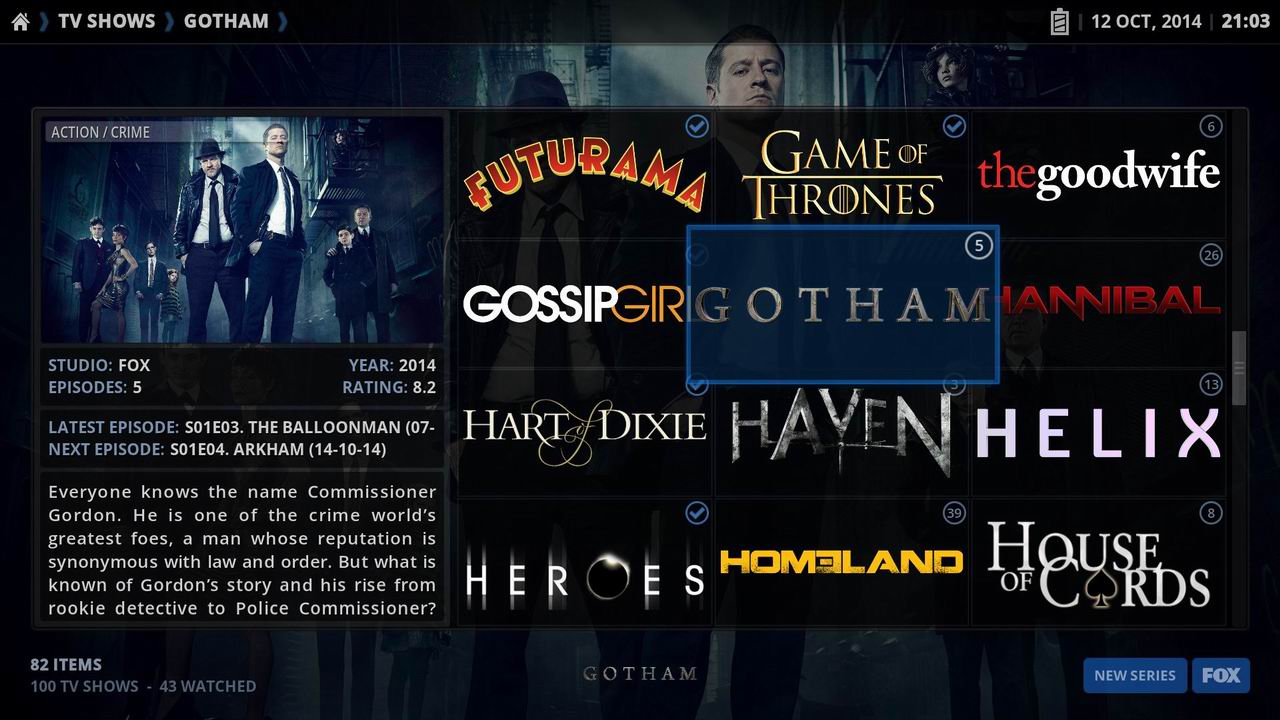 TV SHOWS GOTHAM
12 OCT, 2014 | 21:03
ACTION / CRIME
STUDIO: FOX
YEAR: 2014
EPISODES: 5
RATING: 8.2
LATEST EPISODE: S01E03. THE BALLOONMAN (07-
NEXT EPISODE: S01E04. ARKHAM (14-10-14)
Everyone knows the name Commissioner
Gordon. He is one of the crime world's
greatest foes, a man whose reputation is
synonymous with law and order. But what is
known of Gordon's story and his rise from
rookie detective to Police Commissioner?
FUTURAMA
GAME OF
THRONES
6
thegoodwife
GOSSIPGIR
5
GOTHAM
26
HANNIBAL
HART of DIXIE
3
HAVEN
13
HELIX
HEROES
39
HOMELAND
8
HOUSE
OF CARDS
82 ITEMS
100 TV SHOWS - 43 WATCHED
GOTHAM
NEW SERIES
FOX